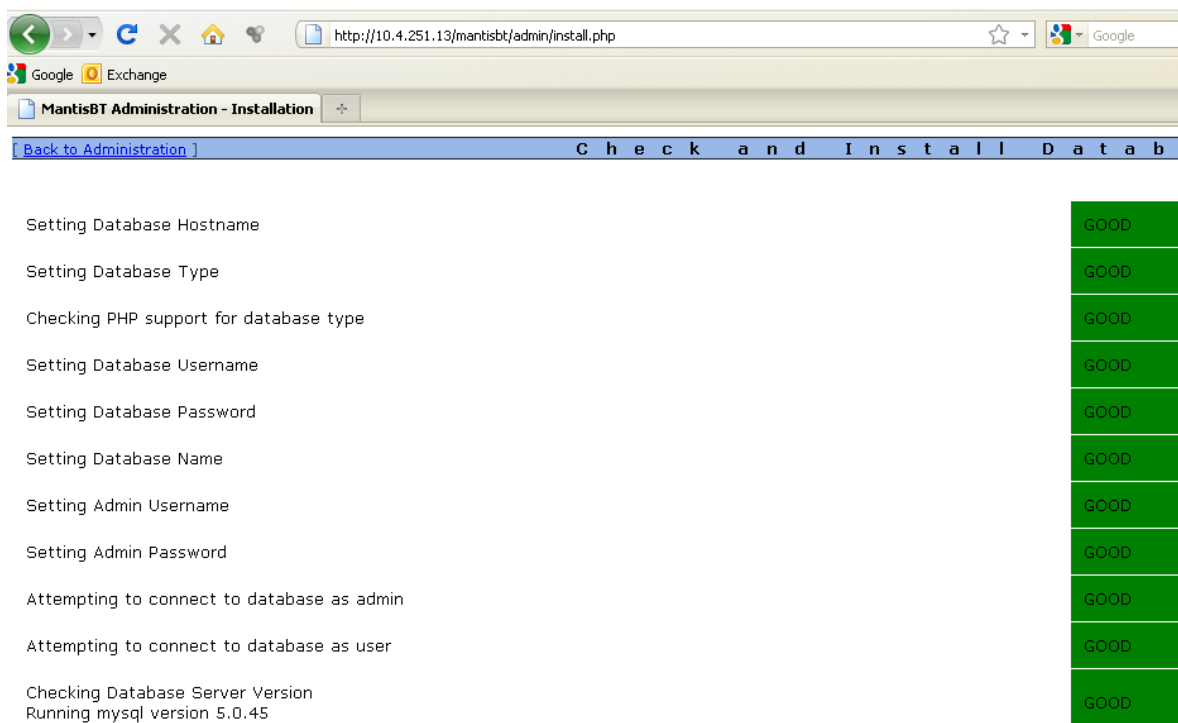 http://10.4.251.13/mantisbt/admin/install.php
Google
Google
Exchange
MantisBT Administration - Installation
[ Back to Administration ]
Check and Install Datab
Setting Database Hostname GOOD
Setting Database Type GOOD
Checking PHP support for database type GOOD
Setting Database Username GOOD
Setting Database Password GOOD
Setting Database Name GOOD
Setting Admin Username GOOD
Setting Admin Password GOOD
Attempting to connect to database as admin GOOD
Attempting to connect to database as user GOOD
Checking Database Server Version
Running mysql version 5.0.45 GOOD